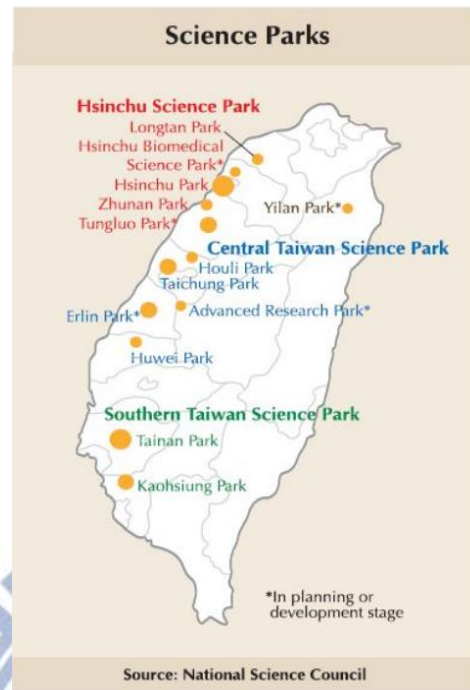 Science Parks
Hsinchu Science Park
Longtan Park
Hsinchu Biomedical
Science Park*
Hsinchu Park
Zhunan Park
Tungluo Park*
Yilan Park*
Central Taiwan Science Park
Houli Park
Taichung Park
Erlin Park*
Advanced Research Park*
Huwei Park
Southern Taiwan Science Park
Tainan Park
Kaohsiung Park
*In planning or
development stage
Source: National Science Council